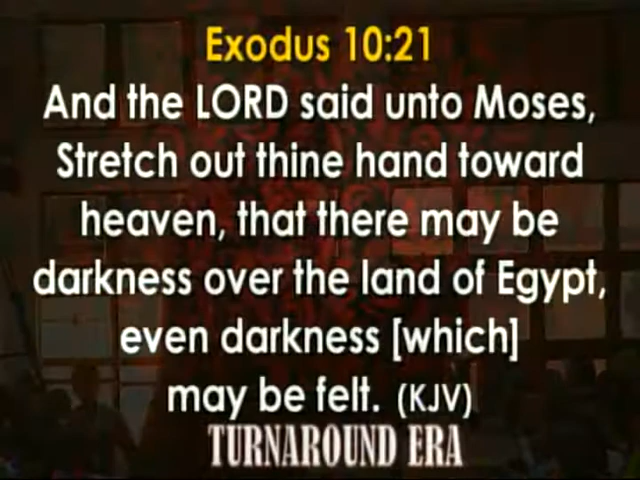 Exodus 10:21
And the LORD said unto Moses,
Stretch out thine hand toward
heaven, that there may be
darkness over the land of Egypt,
even darkness [which]
may be felt. (KJV)
TURNAROUND ERA